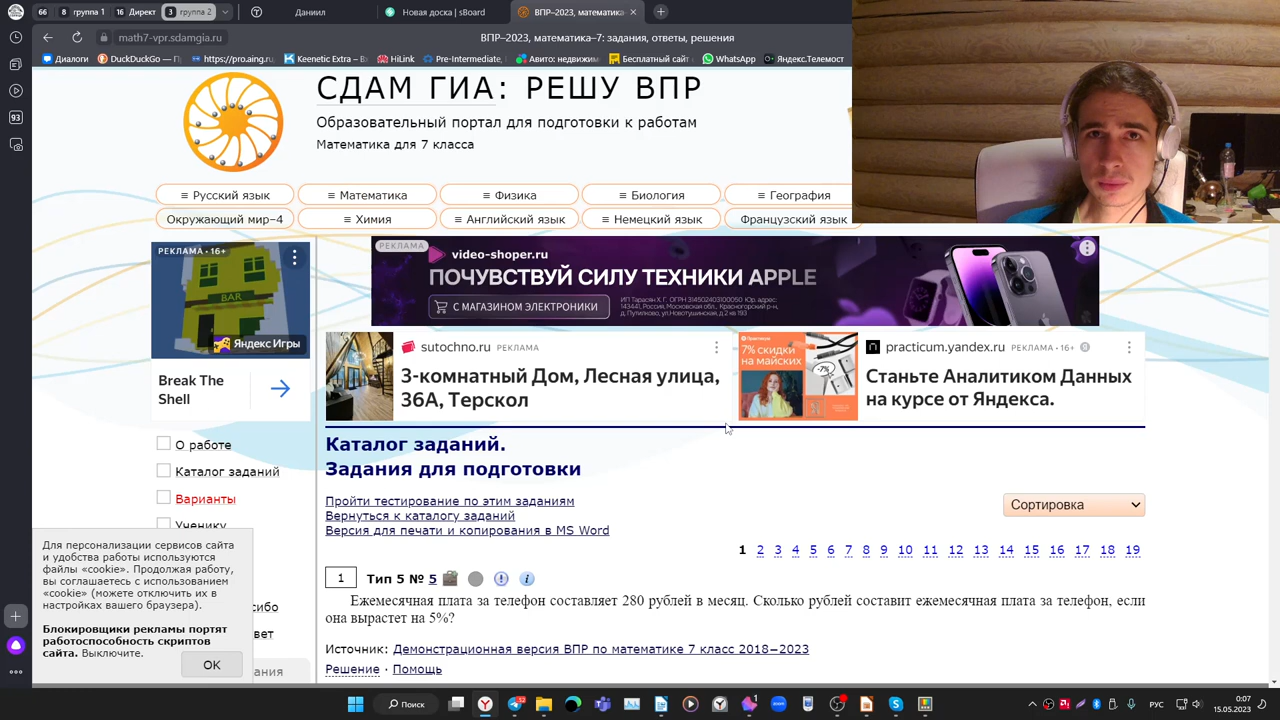 66
8 группа 1
16 Директ
3 группа 2
Даниил
Новая доска | sBoard
ВПР–2023, математика
math7-vpr.sdamgia.ru
ВПР–2023, математика–7: задания, ответы, решения
Диалоги
DuckDuckGo — П
https://pro.aing.ru
Keenetic Extra – В
HiLink
Pre-Intermediate,
Авито: недвижим
Бесплатный сайт
WhatsApp
Яндекс.Телемост
93
СДАМ ГИА: РЕШУ ВПР
Образовательный портал для подготовки к работам
Математика для 7 класса
≡ Русский язык
≡ Математика
≡ Физика
≡ Биология
≡ География
Окружающий мир–4
≡ Химия
≡ Английский язык
≡ Немецкий язык
Французский язык
РЕКЛАМА • 16+
BAR
Яндекс Игры
Break The
Shell
РЕКЛАМА
video-shoper.ru
ПОЧУВСТВУЙ СИЛУ ТЕХНИКИ APPLE
С МАГАЗИНОМ ЭЛЕКТРОНИКИ
sutochno.ru РЕКЛАМА
3-комнатный Дом, Лесная улица,
36А, Терскол
7% скидки
на майских
-7%
practicum.yandex.ru РЕКЛАМА • 16+
Станьте Аналитиком Данных
на курсе от Яндекса.
О работе
Каталог заданий
Варианты
Ученику
Каталог заданий.
Задания для подготовки
Пройти тестирование по этим заданиям
Вернуться к каталогу заданий
Версия для печати и копирования в MS Word
Сортировка
1 2 3 4 5 6 7 8 9 10 11 12 13 14 15 16 17 18 19
1 Тип 5 № 5
Ежемесячная плата за телефон составляет 280 рублей в месяц. Сколько рублей составит ежемесячная плата за телефон, если
она вырастет на 5%?
Источник: Демонстрационная версия ВПР по математике 7 класс 2018—2023
Решение · Помощь
Для персонализации сервисов сайта
и удобства работы используются
файлы «cookie». Продолжая работу,
вы соглашаетесь с использованием
«cookie» (можете отключить их в
настройках вашего браузера).
Блокировщики рекламы портят
работоспособность скриптов
сайта. Выключите.
OK
Поиск
РУС
0:07
15.05.2023